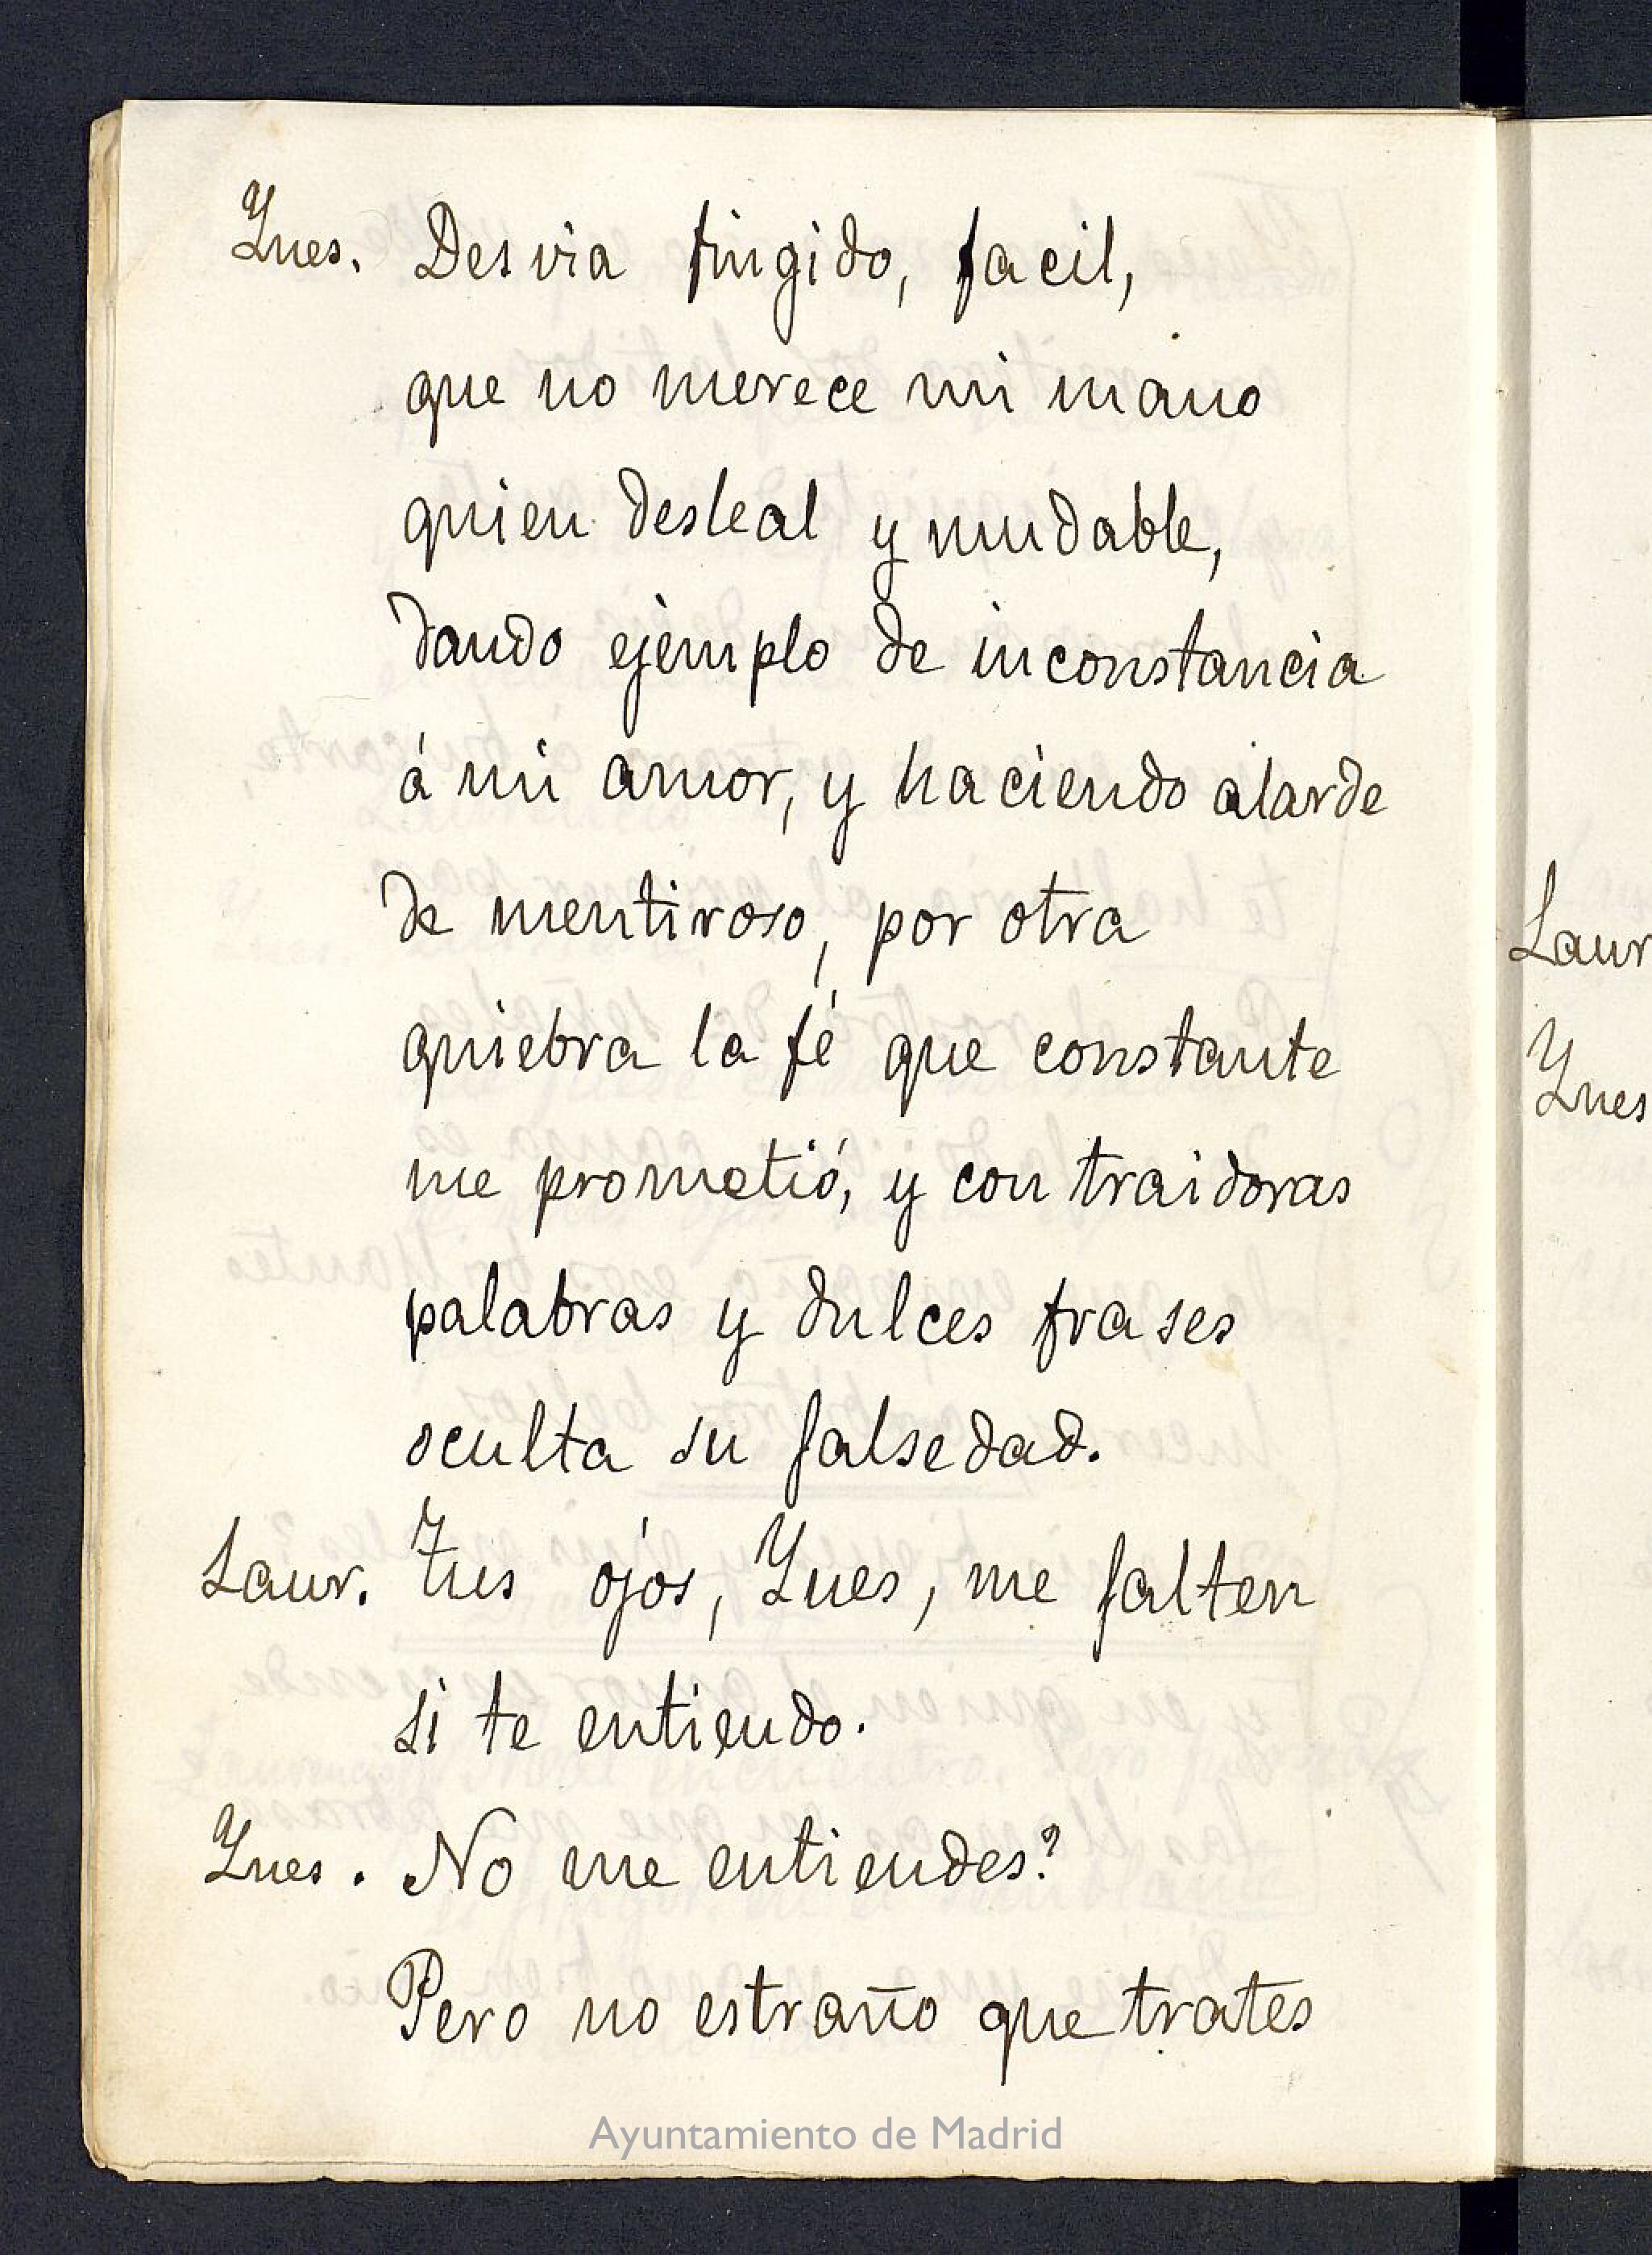 Ynes. Desvia fingido, facil,
que no merece mi mano
quien desleal y mudable,
dando ejemplo de inconstancia
á mi amor, y haciendo alarde
de mentiroso, por otra
quiebra la fé que constante
me prometió, y con traidoras
palabras y dulces frases
oculta su falsedad.
Laur. Tus ojos, Ynes, me falten
si te entiendo.
Ynes. No me entiendes?
Pero no estraño que trates
Ayuntamiento de Madrid
Laur
Ynes